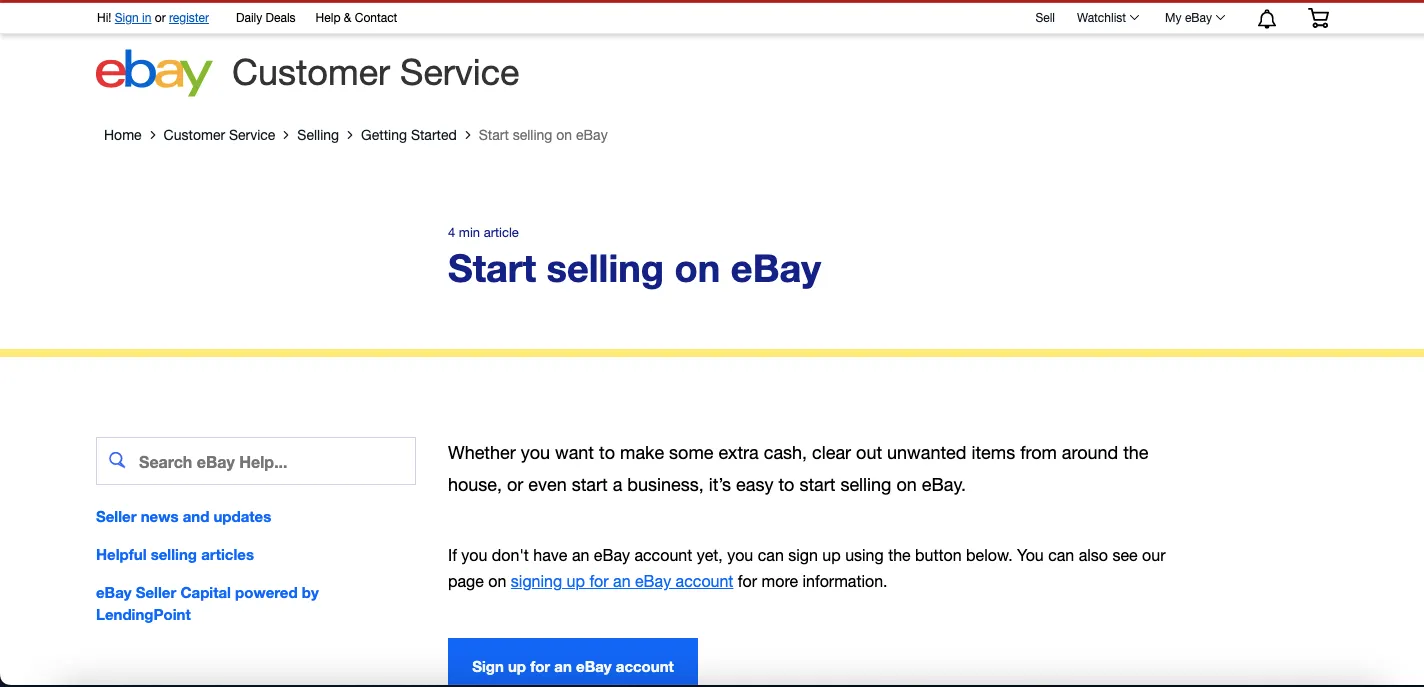 Hi! Sign in or register Daily Deals Help & Contact Sell Watchlist My eBay
ebay Customer Service
Home > Customer Service > Selling > Getting Started > Start selling on eBay
4 min article
Start selling on eBay
Search eBay Help...
Seller news and updates
Helpful selling articles
eBay Seller Capital powered by
LendingPoint
Whether you want to make some extra cash, clear out unwanted items from around the
house, or even start a business, it’s easy to start selling on eBay.
If you don't have an eBay account yet, you can sign up using the button below. You can also see our
page on signing up for an eBay account for more information.
Sign up for an eBay account